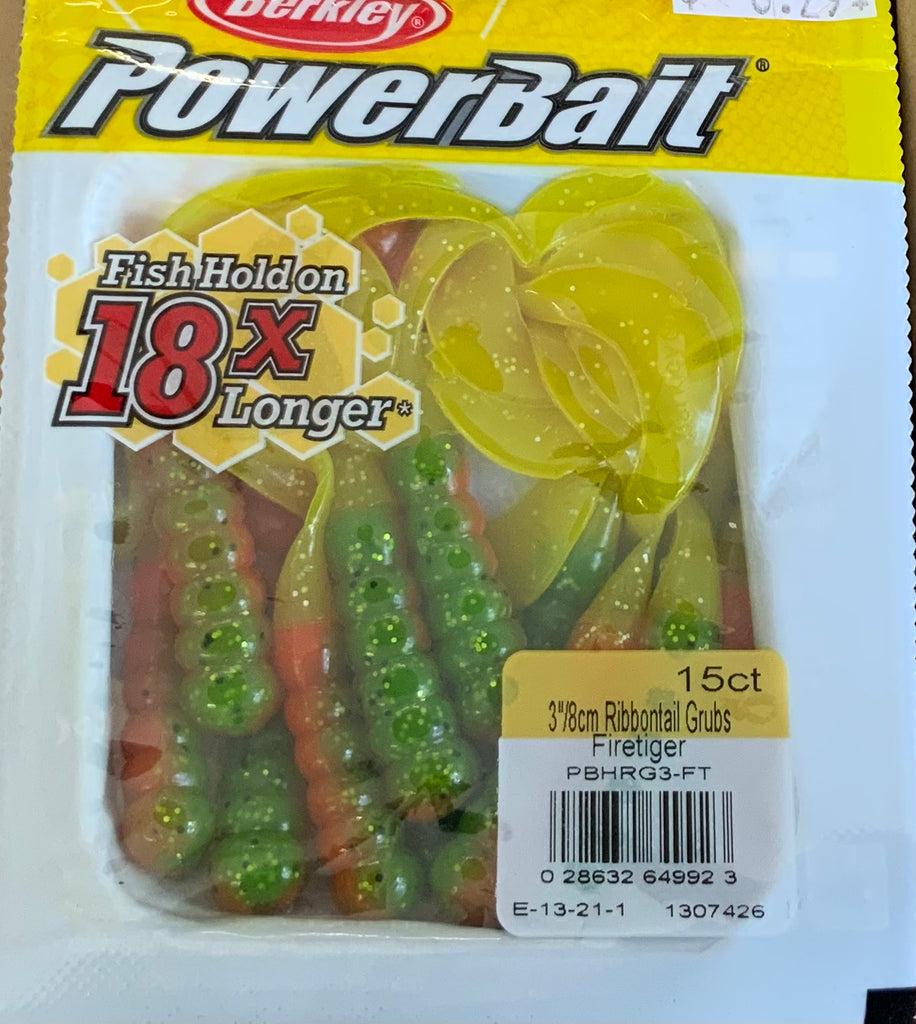 Berkley®
PowerBait®
Fish Hold on
18x
Longer*
15ct
3"/8cm Ribbontail Grubs
Firetiger
PBHRG3-FT
0 28632 64992 3
E-13-21-1 1307426